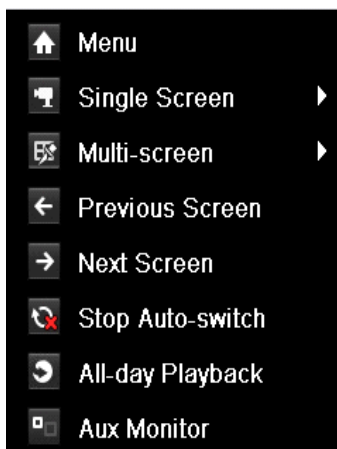 Menu
Single Screen
Multi-screen
Previous Screen
Next Screen
Stop Auto-switch
All-day Playback
Aux Monitor